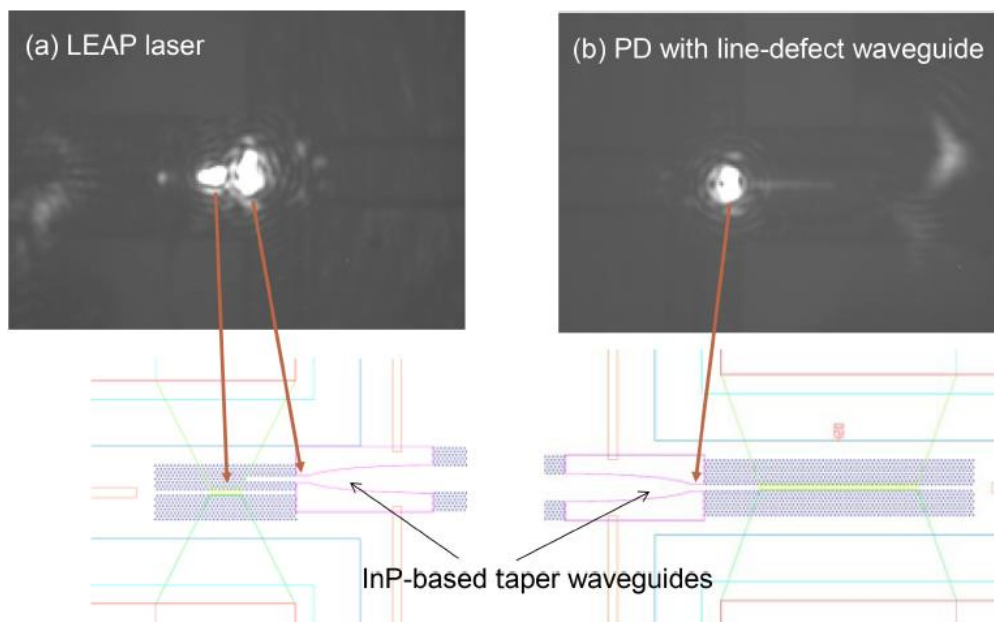 (a) LEAP laser
(b) PD with line-defect waveguide
InP-based taper waveguides